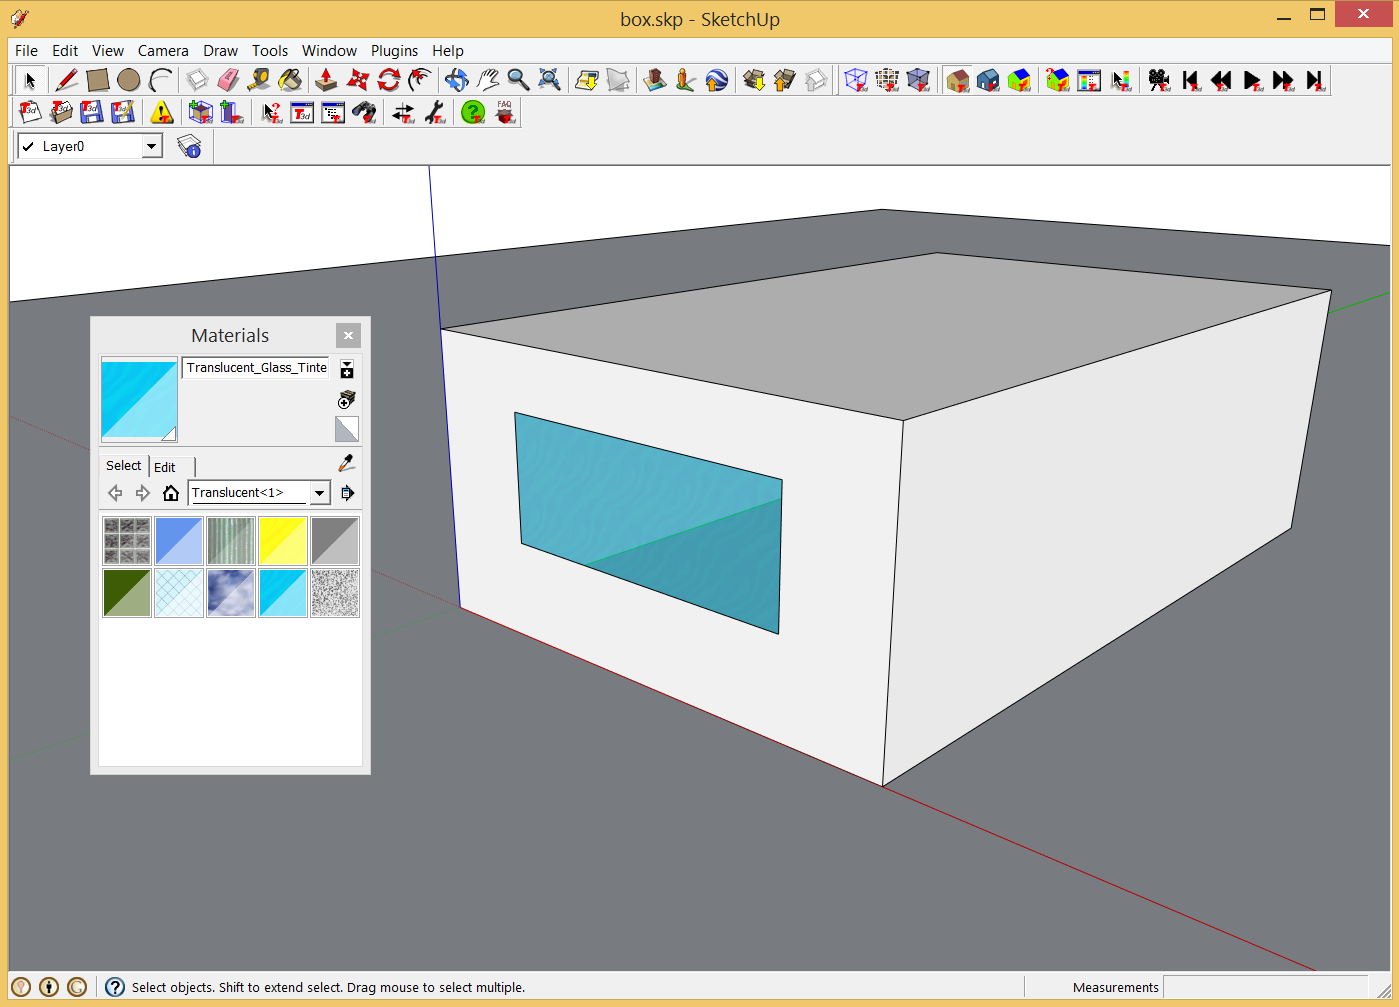 box.skp - SketchUp
File Edit View Camera Draw Tools Window Plugins Help
FAQ
Layer0
Materials
Translucent_Glass_Tinte
Select Edit
Translucent<1>
Select objects. Shift to extend select. Drag mouse to select multiple.
Measurements